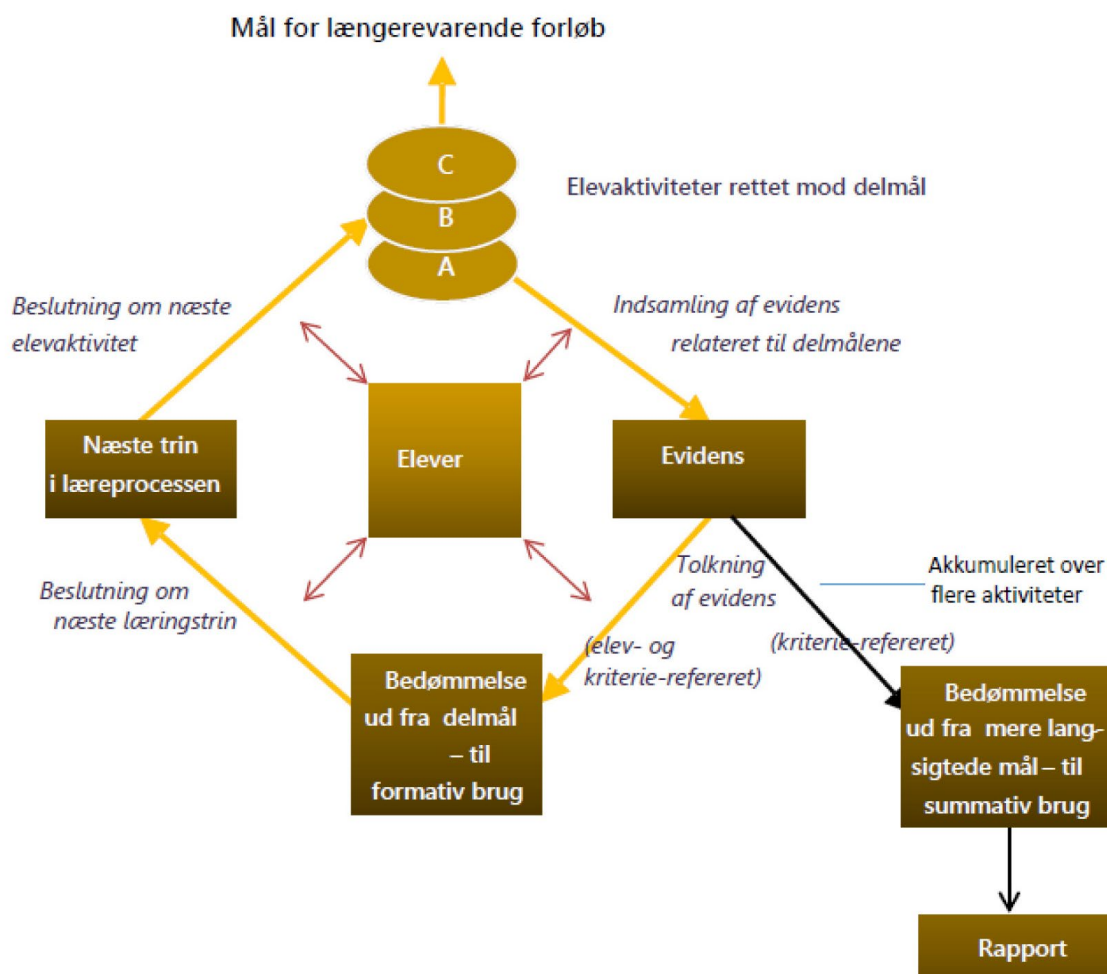 Mål for længerevarende forløb
C
B
A
Elevaktiviteter rettet mod delmål
Beslutning om næste
elevaktivitet
Indsamling af evidens
relateret til delmålene
Næste trin
i læreprocessen
Elever
Evidens
Beslutning om
næste læringstrin
Tolkning
af evidens
(elev- og
kriterie-refereret)
Akkumuleret over
flere aktiviteter
(kriterie-refereret)
Bedømmelse
ud fra delmål
– til
formativ brug
Bedømmelse
ud fra mere lang-
sigtede mål – til
summativ brug
Rapport